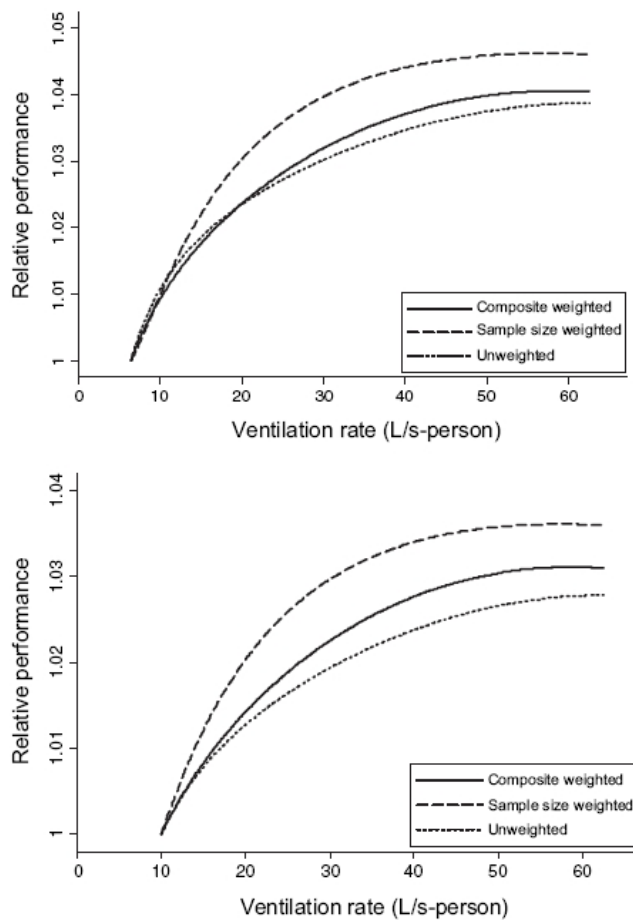 1.05
1.04
1.03
1.02
1.01
1
Relative performance
Composite weighted
Sample size weighted
Unweighted
0 10 20 30 40 50 60
Ventilation rate (L/s-person)
1.04
1.03
1.02
1.01
1
Relative performance
Composite weighted
Sample size weighted
Unweighted
0 10 20 30 40 50 60
Ventilation rate (L/s-person)